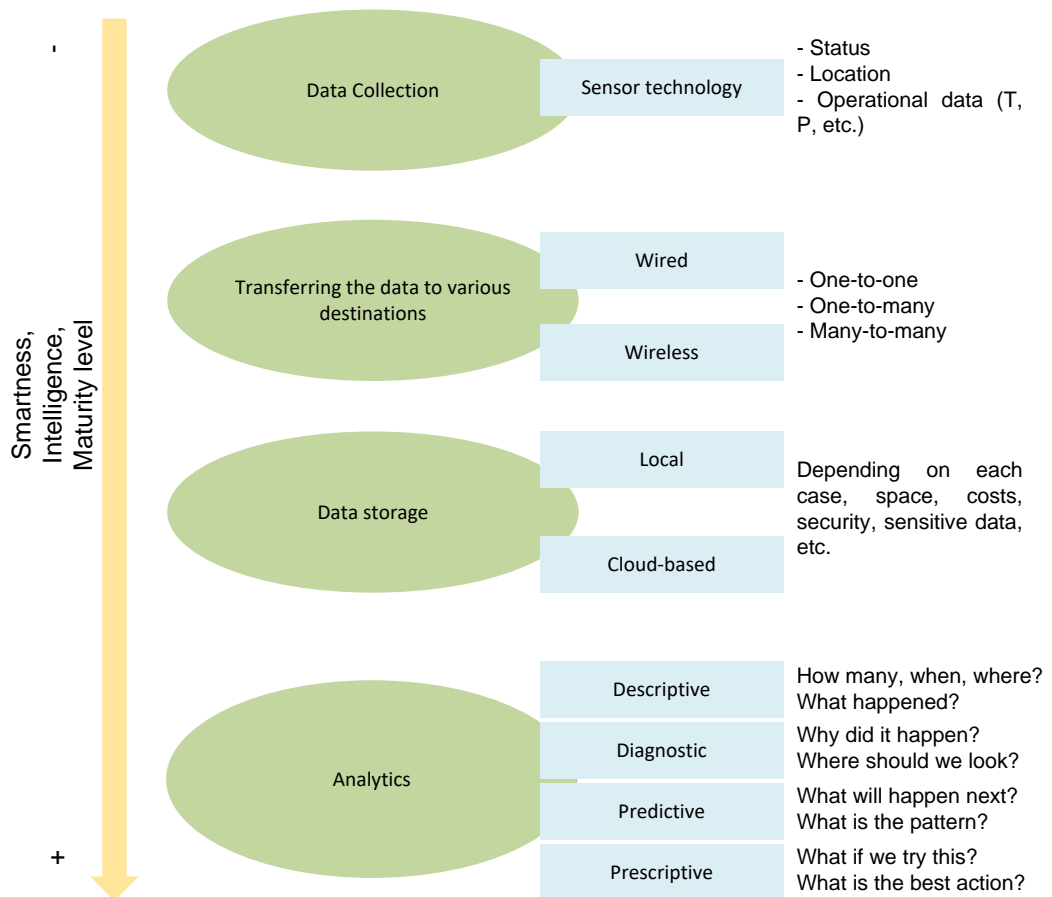 -
Smartness,
Intelligence,
Maturity level
+
Data Collection
Sensor technology
- Status
- Location
- Operational data (T,
P, etc.)
Transferring the data to various
destinations
Wired
Wireless
- One-to-one
- One-to-many
- Many-to-many
Data storage
Local
Cloud-based
Depending on each
case, space, costs,
security, sensitive data,
etc.
Analytics
Descriptive
How many, when, where?
What happened?
Diagnostic
Why did it happen?
Where should we look?
Predictive
What will happen next?
What is the pattern?
Prescriptive
What if we try this?
What is the best action?